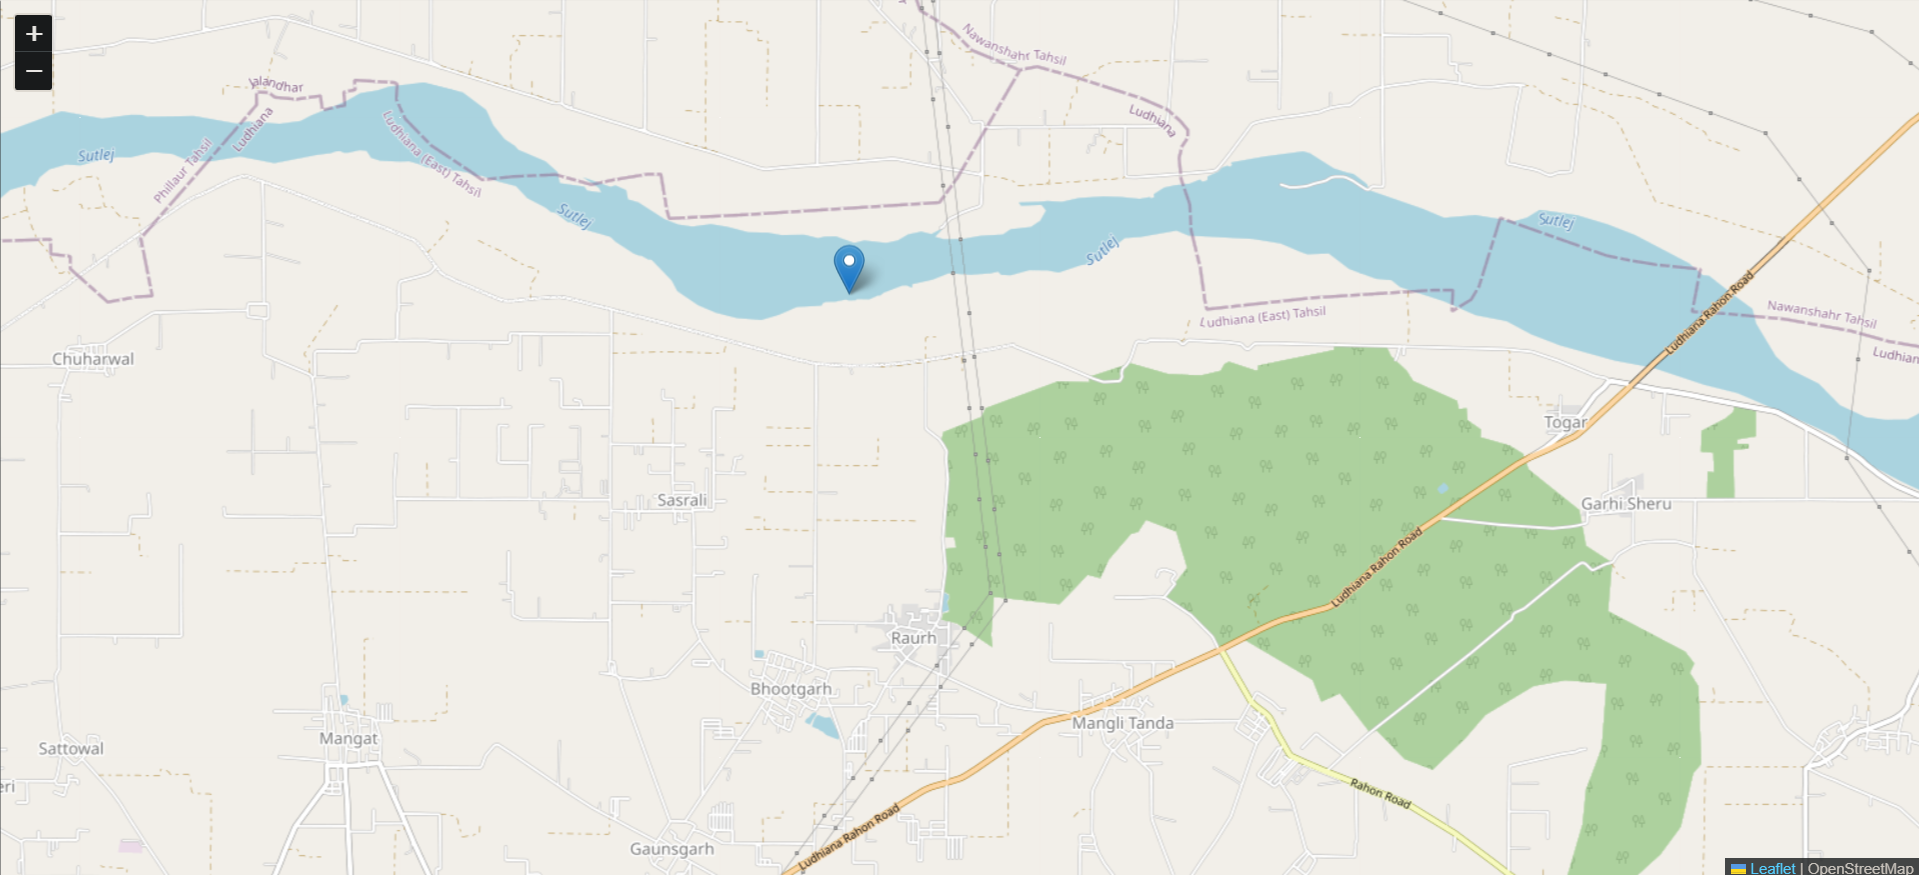 +
−
Nawanshahr Tahsil
Jalandhar
Ludhiana
Ludhiana
Sutlej
Phillaur Tahsil
Ludhiana (East) Tahsil
Sutlej
Sutlej
Sutlej
Ludhiana Rahon Road
Ludhiana (East) Tahsil
Nawanshahr Tahsil
Chuharwal
Togar
Sasrali
Garhi Sheru
Ludhiana Rahon Road
Raurh
Bhootgarh
Mangli Tanda
Mangat
Sattowal
Rahon Road
Ludhiana Rahon Road
Gaunsgarh
Leaflet | OpenStreetMap